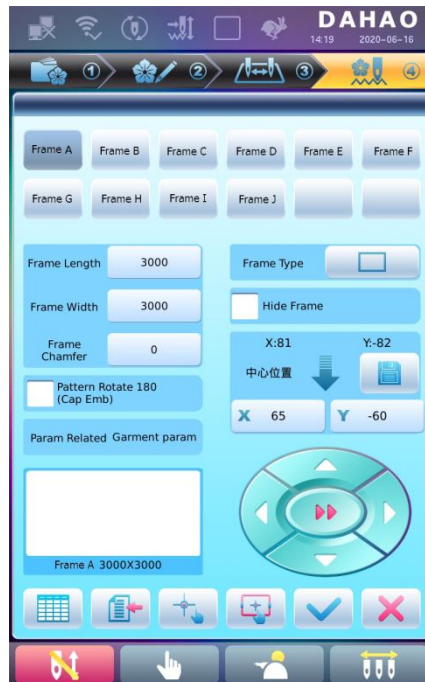 DAHAO
14:19 2020-06-16
1 2 3 4
Frame A Frame B Frame C Frame D Frame E Frame F
Frame G Frame H Frame I Frame J
Frame Length 3000
Frame Type
Frame Width 3000
Hide Frame
Frame Chamfer 0
X:81 Y:-82
中心位置
Pattern Rotate 180
(Cap Emb)
X 65 Y -60
Param Related Garment param
Frame A 3000X3000